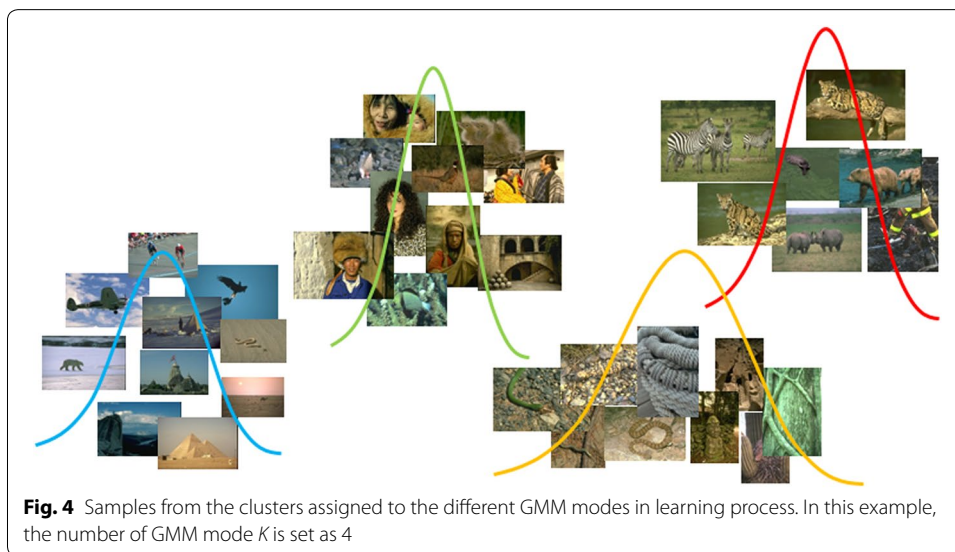 Fig. 4 Samples from the clusters assigned to the different GMM modes in learning process. In this example,
the number of GMM mode K is set as 4